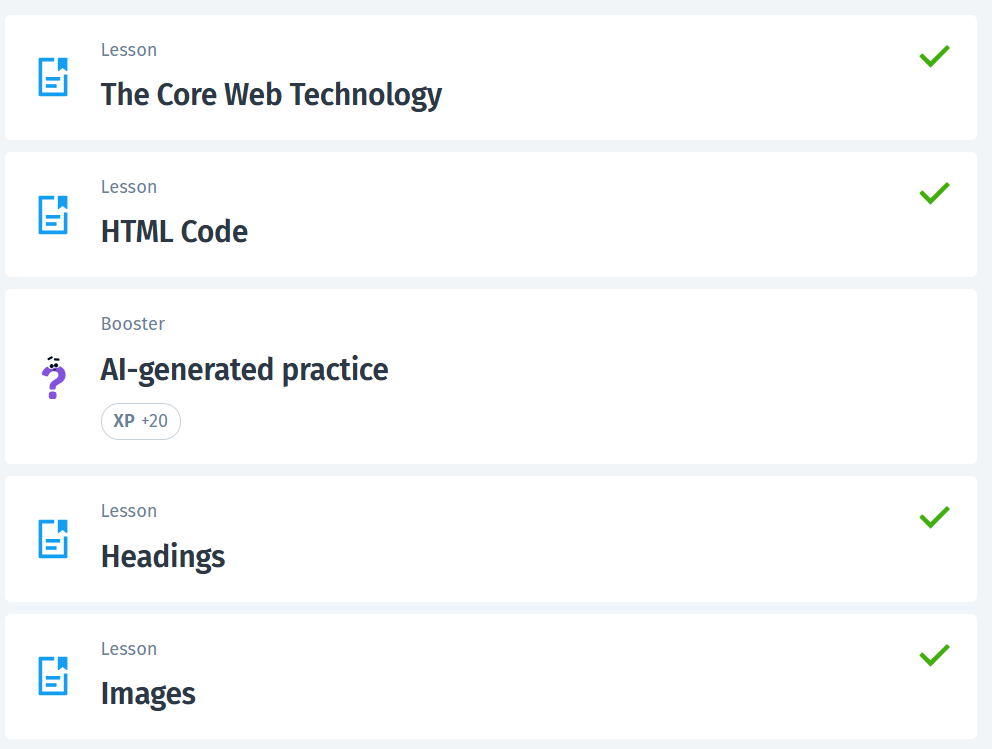 Lesson
The Core Web Technology
Lesson
HTML Code
Booster
AI-generated practice
XP +20
Lesson
Headings
Lesson
Images